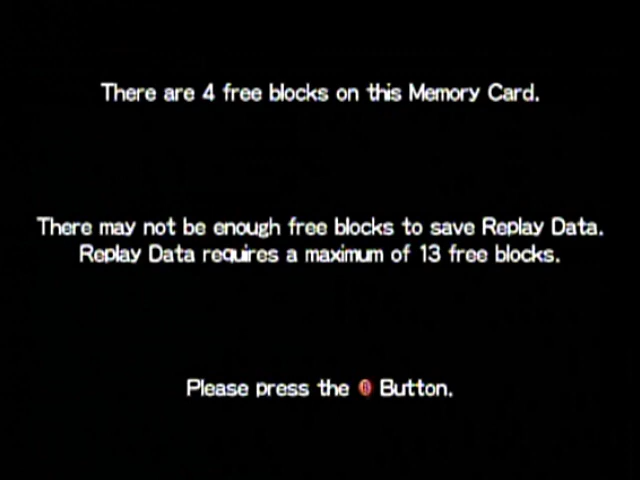 There are 4 free blocks on this Memory Card.
There may not be enough free blocks to save Replay Data.
Replay Data requires a maximum of 13 free blocks.
Please press the B Button.